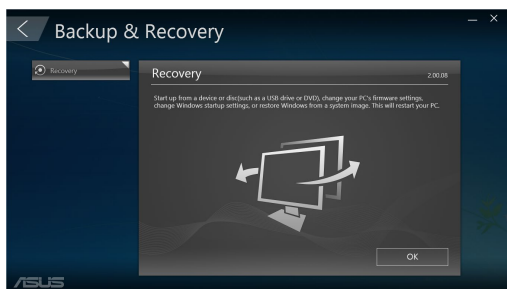 Backup & Recovery
Recovery
Recovery
2.00.08
Start up from a device or disc(such as a USB drive or DVD), change your PC's firmware settings,
change Windows startup settings, or restore Windows from a system image. This will restart your PC.
OK
ASUS